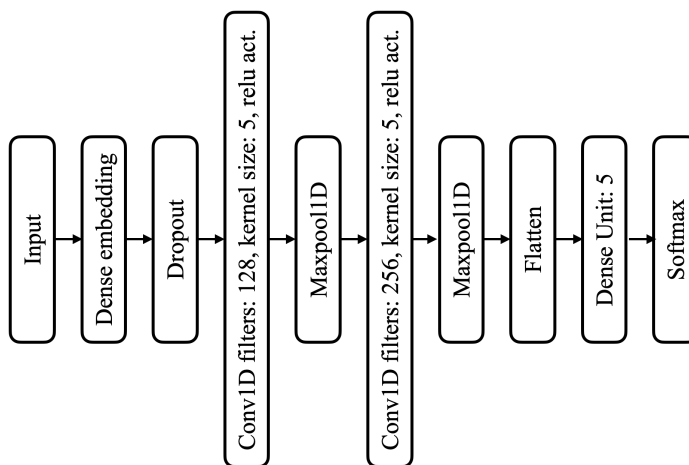 Input
Dense embedding
Dropout
Conv1D filters: 128, kernel size: 5, relu act.
Maxpool1D
Conv1D filters: 256, kernel size: 5, relu act.
Maxpool1D
Flatten
Dense Unit: 5
Softmax